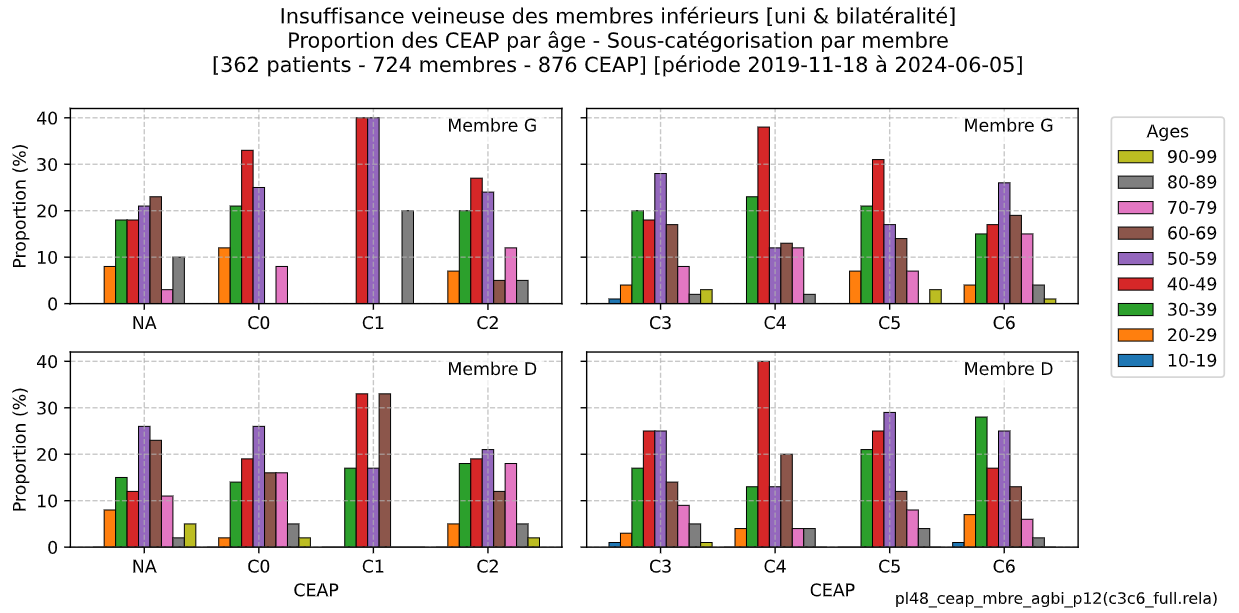 Insuffisance veineuse des membres inférieurs [uni & bilatéralité]
Proportion des CEAP par âge - Sous-catégorisation par membre
[362 patients - 724 membres - 876 CEAP] [période 2019-11-18 à 2024-06-05]
Proportion (%)
40
30
20
10
0
Membre G
NA C0 C1 C2
Membre G
C3 C4 C5 C6
Ages
90-99
80-89
70-79
60-69
50-59
40-49
30-39
20-29
10-19
Proportion (%)
40
30
20
10
0
Membre D
NA C0 C1 C2
CEAP
Membre D
C3 C4 C5 C6
CEAP
pl48_ceap_mbre_agbi_p12(c3c6_full.rela)